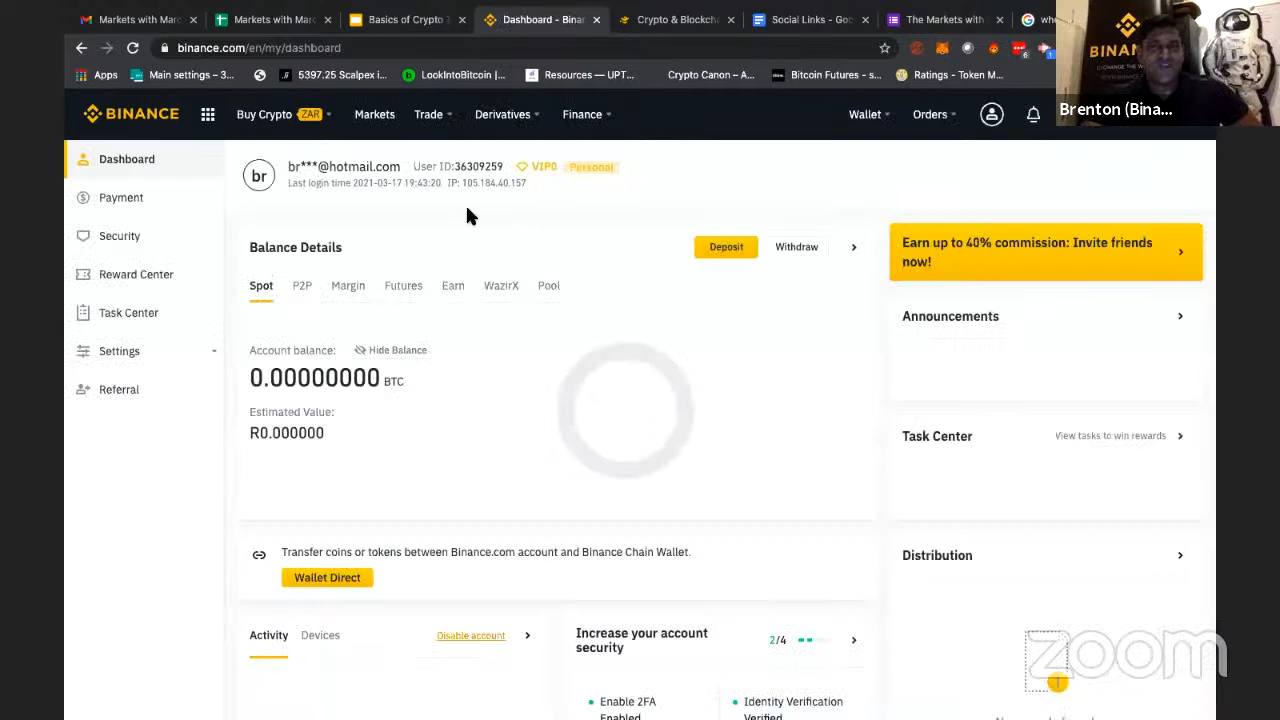 Markets with Mar
Markets with Mar
Basics of Crypto
Dashboard - Binan
Crypto & Blockcha
Social Links - Goo
The Markets with
binance.com/en/my/dashboard
Apps
Main settings – 3...
5397.75 Scalpex i...
LookIntoBitcoin |...
Resources — UPT...
Crypto Canon – A...
Bitcoin Futures - x...
Ratings - Token M...
BINAN
Brenton (Bina...
BINANCE
Buy Crypto ZAR
Markets
Trade
Derivatives
Finance
Wallet
Orders
Dashboard
Payment
Security
Reward Center
Task Center
Settings
Referral
br
br***@hotmail.com User ID:36309259 VIP0 Personal
Last login time 2021-03-17 19:43:20 IP: 105.184.40.157
Balance Details
Deposit
Withdraw
Spot P2P Margin Futures Earn WazirX Pool
Account balance: Hide Balance
0.00000000 BTC
Estimated Value:
R0.000000
Transfer coins or tokens between Binance.com account and Binance Chain Wallet.
Wallet Direct
Activity Devices Disable account
Increase your account
security
2/4
Enable 2FA
Enabled
Identity Verification
Verified
Earn up to 40% commission: Invite friends
now!
Announcements
Task Center View tasks to win rewards
Distribution
zoom